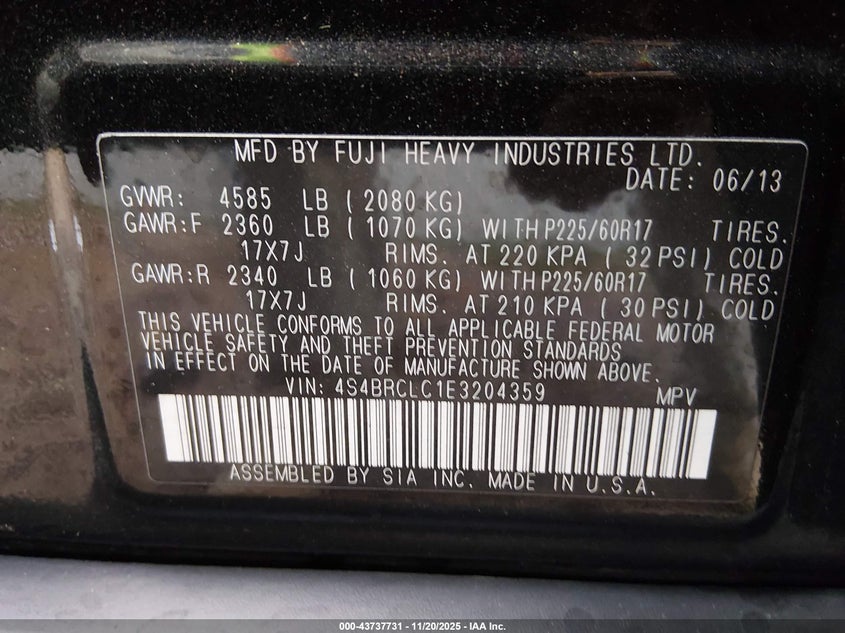 MFD BY FUJI HEAVY INDUSTRIES LTD.
DATE: 06/13
GVWR: 4585 LB ( 2080 KG)
GAWR:F 2360 LB ( 1070 KG) WITH P225/60R17 TIRES.
17X7J RIMS. AT 220 KPA ( 32 PSI) COLD
GAWR:R 2340 LB ( 1060 KG) WITH P225/60R17 TIRES.
17X7J RIMS. AT 210 KPA ( 30 PSI) COLD
THIS VEHICLE CONFORMS TO ALL APPLICABLE FEDERAL MOTOR
VEHICLE SAFETY AND THEFT PREVENTION STANDARDS
IN EFFECT ON THE DATE OF MANUFACTURE SHOWN ABOVE.
VIN: 4S4BRCLC1E3204359 MPV
ASSEMBLED BY SIA INC. MADE IN U.S.A.
000-43737731 - 11/20/2025 - IAA Inc.